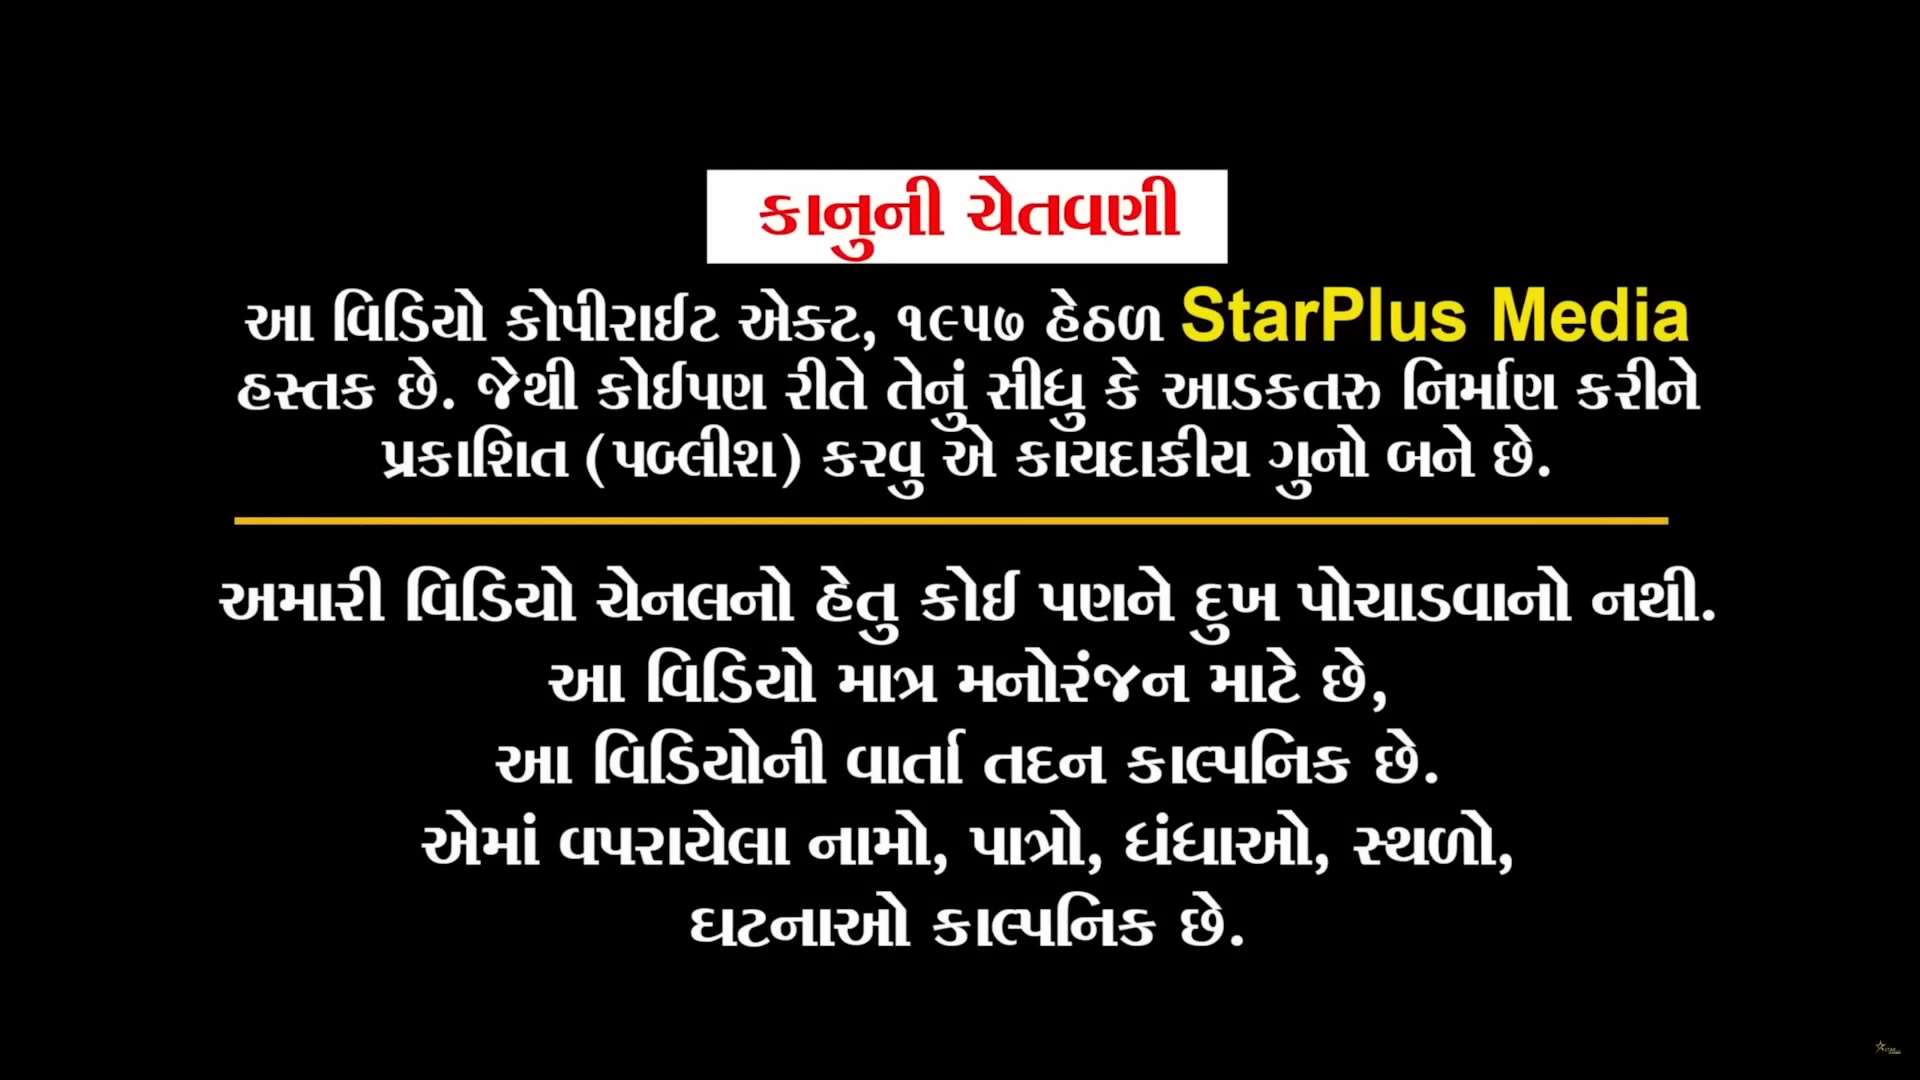 કાનુની ચેતવણી
આ વિડિયો કોપીરાઈટ એક્ટ, ૧૯૫૭ હેઠળ StarPlus Media
હસ્તક છે. જેથી કોઈપણ રીતે તેનું સીધુ કે આડકતરુ નિર્માણ કરીને
પ્રકાશિત (પબ્લીશ) કરવુ એ કાયદાકીય ગુનો બને છે.
અમારી વિડિયો ચેનલનો હેતુ કોઈ પણને દુખ પોચાડવાનો નથી.
આ વિડિયો માત્ર મનોરંજન માટે છે,
આ વિડિયોની વાર્તા તદન કાલ્પનિક છે.
એમાં વપરાયેલા નામો, પાત્રો, ધંધાઓ, સ્થળો,
ઘટનાઓ કાલ્પનિક છે.